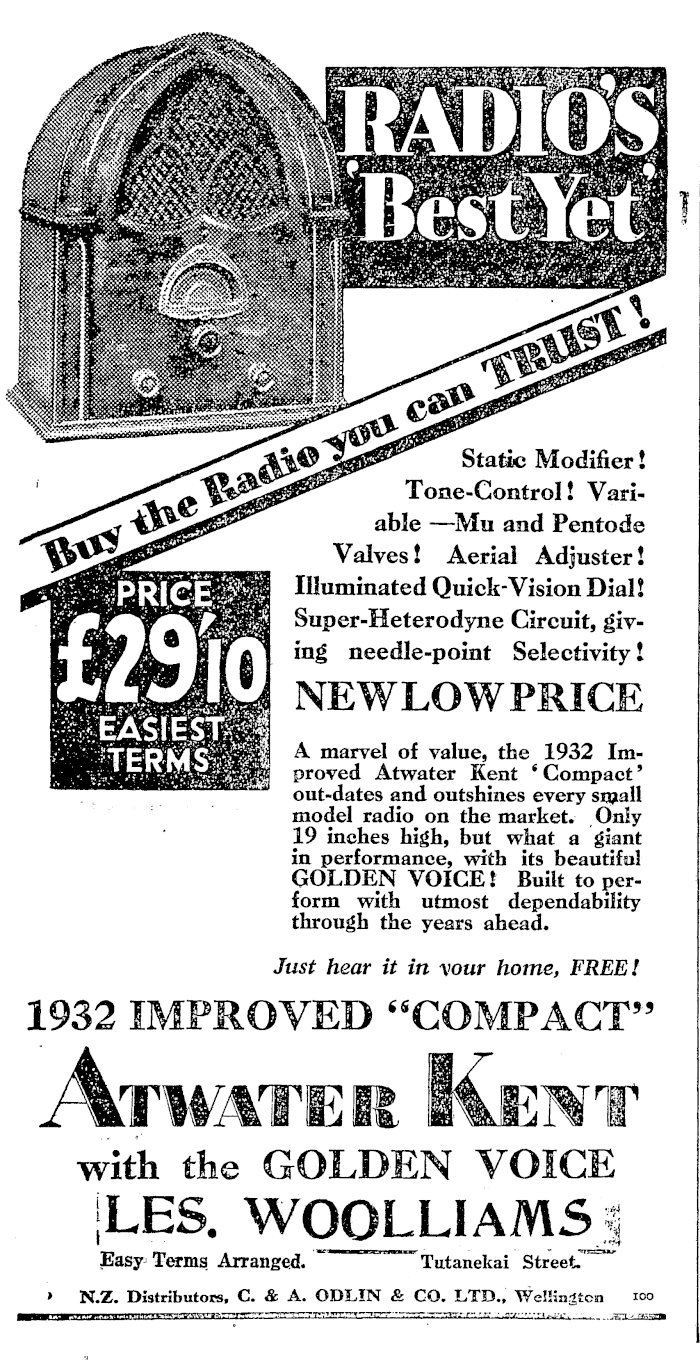 RADIO'S
'Best Yet'
Buy the Radio you can TRUST!
Static Modifier!
Tone-Control! Vari-
able —Mu and Pentode
Valves! Aerial Adjuster!
Illuminated Quick-Vision Dial!
Super-Heterodyne Circuit, giv-
ing needle-point Selectivity!
PRICE
£29'10
EASIEST
TERMS
NEW LOW PRICE
A marvel of value, the 1932 Im-
proved Atwater Kent 'Compact'
out-dates and outshines every small
model radio on the market. Only
19 inches high, but what a giant
in performance, with its beautiful
GOLDEN VOICE! Built to per-
form with utmost dependability
through the years ahead.
Just hear it in your home, FREE!
1932 IMPROVED “COMPACT”
ATWATER KENT
with the GOLDEN VOICE
LES. WOOLLIAMS
Easy Terms Arranged. Tutanekai Street.
N.Z. Distributors, C. & A. ODLIN & CO. LTD., Wellington 100